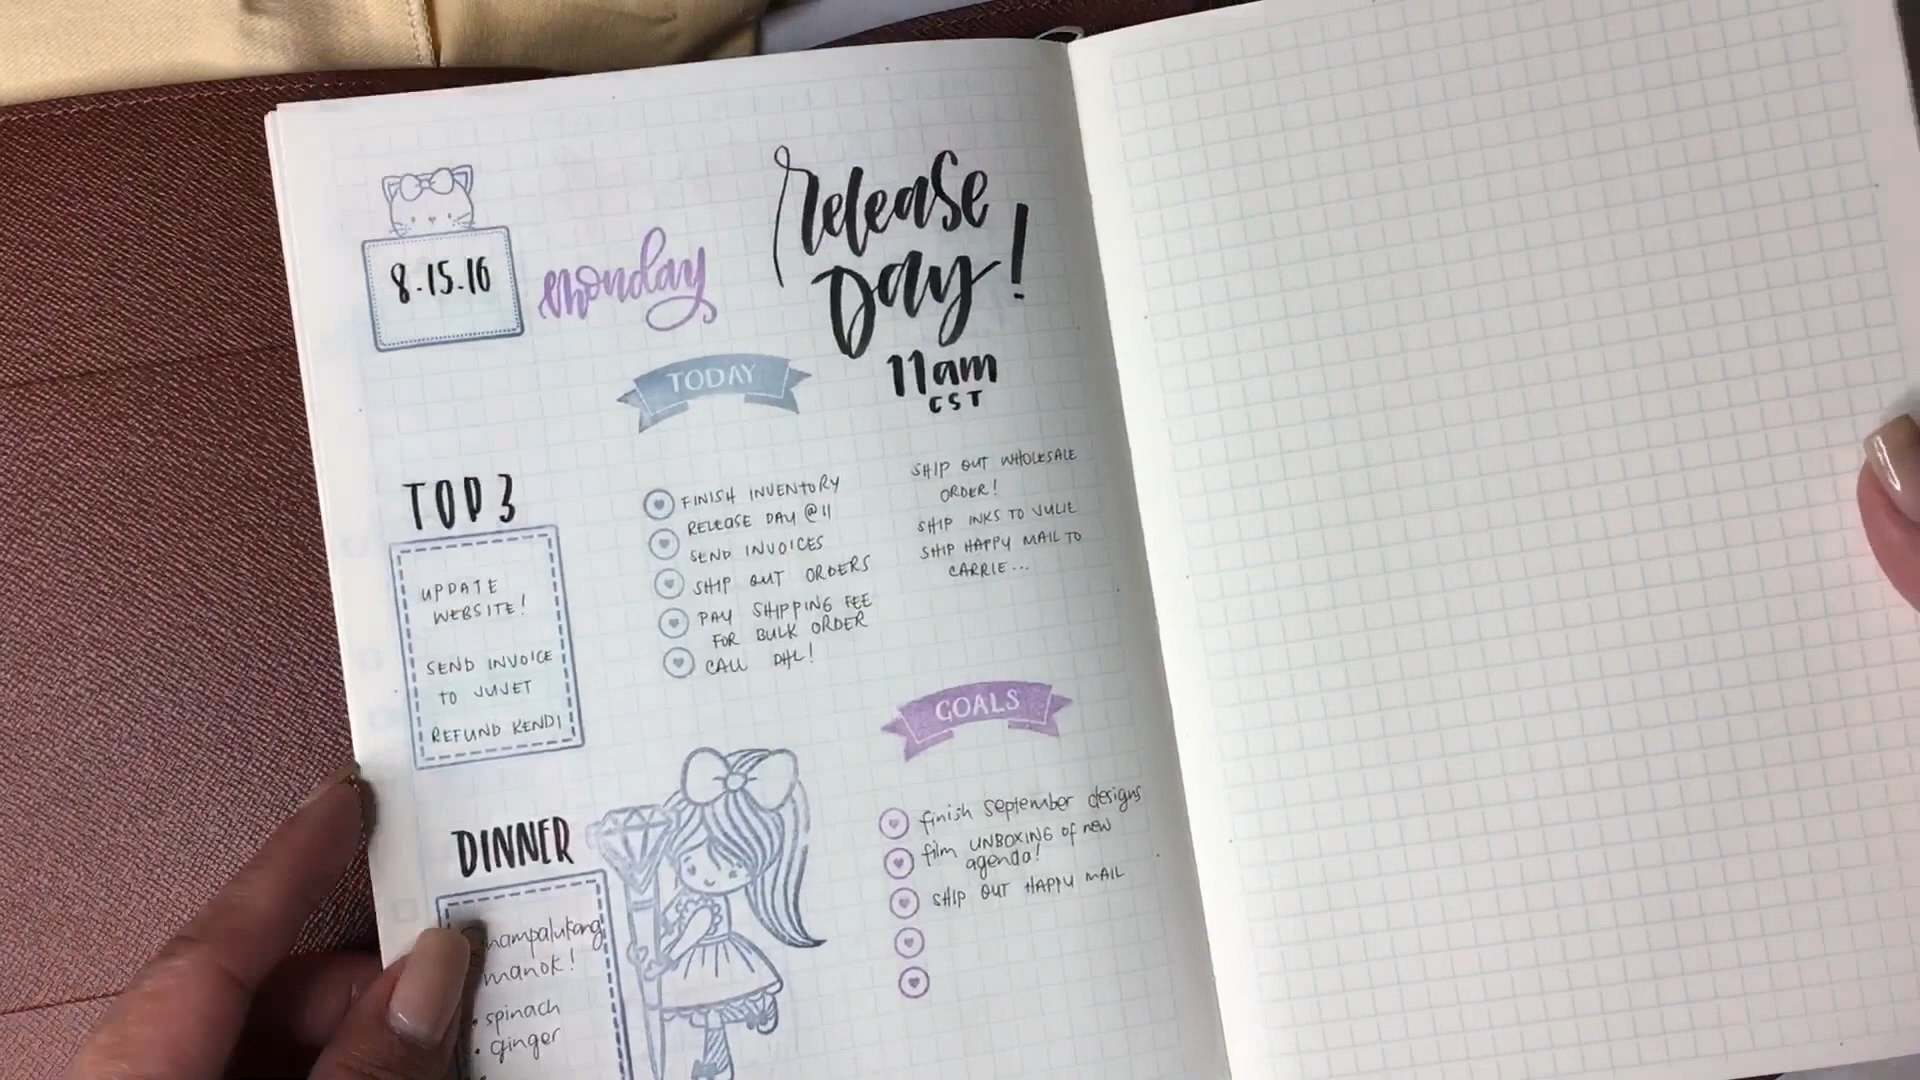 8.15.16
monday
release
Day!
11am
CST
TODAY
TOP 3
UPDATE
WEBSITE!
SEND INVOICE
TO JUJET
REFUND KENDI
FINISH INVENTORY
RELEASE DAY @11
SEND INVOICES
SHIP OUT ORDERS
PAY SHIPPING FEE
FOR BULK ORDER
CALL DHL!
SHIP OUT WHOLESALE
ORDER!
SHIP INKS TO JULIE
SHIP HAPPY MAIL TO
CARRIE...
GOALS
finish september designs
film UNBOXING of new
agenda!
SHIP OUT HAPPY MAIL
DINNER
manok!
• spinach
• ginger